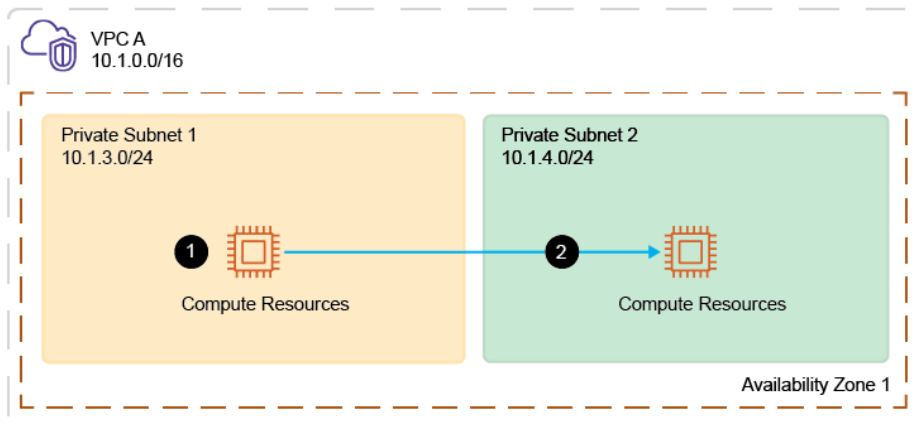 VPC A
10.1.0.0/16
Private Subnet 1
10.1.3.0/24
Private Subnet 2
10.1.4.0/24
1
2
Compute Resources
Compute Resources
Availability Zone 1